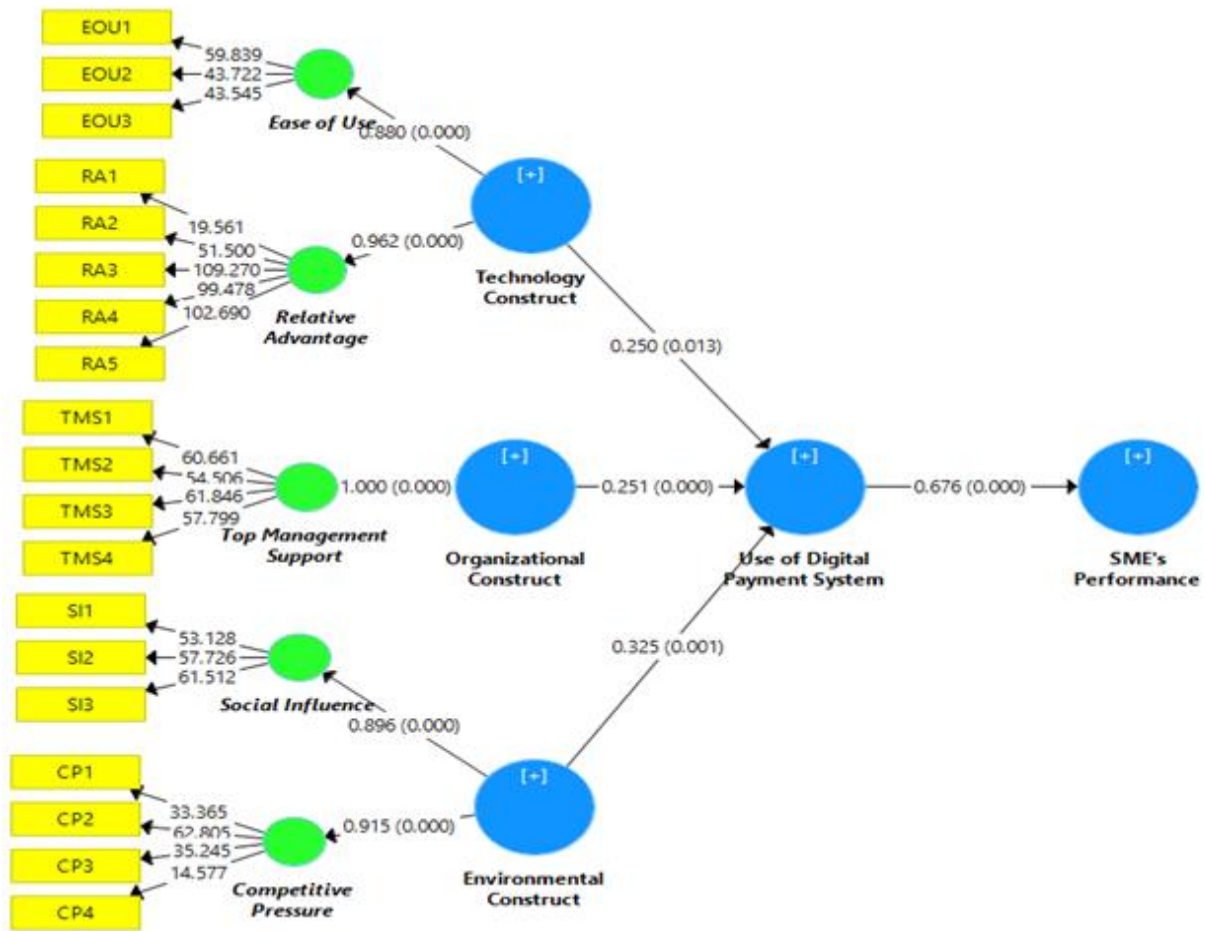 EOU1
EOU2
EOU3
59.839
43.722
43.545
Ease of Use
0.880 (0.000)
RA1
RA2
RA3
RA4
RA5
19.561
51.500
109.270
99.478
102.690
Relative
Advantage
0.962 (0.000)
[+]
Technology
Construct
0.250 (0.013)
TMS1
TMS2
TMS3
TMS4
60.661
54.506
61.846
57.799
Top Management
Support
1.000 (0.000)
[+]
Organizational
Construct
0.251 (0.000)
[+]
Use of Digital
Payment System
0.676 (0.000)
[+]
SME's
Performance
SI1
SI2
SI3
53.128
57.726
61.512
Social Influence
0.896 (0.000)
0.325 (0.001)
CP1
CP2
CP3
CP4
33.365
62.805
35.245
14.577
Competitive
Pressure
0.915 (0.000)
[+]
Environmental
Construct